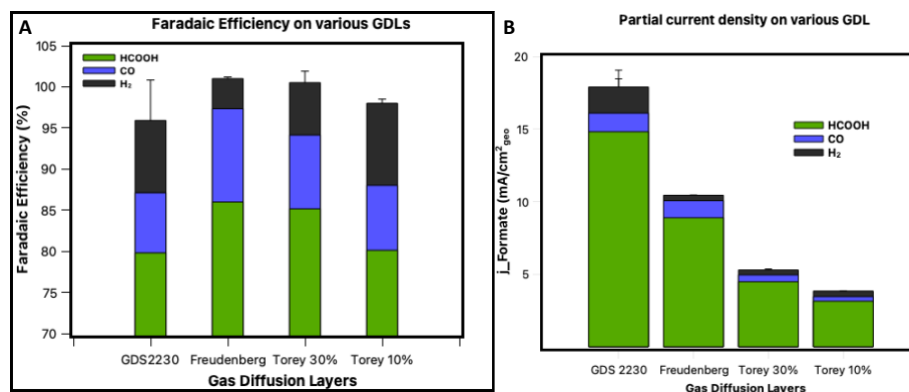 A
Faradaic Efficiency on various GDLs
HCOOH
CO
H₂
105
100
95
90
85
80
75
70
Faradaic Efficiency (%)
GDS2230 Freudenberg Torey 30% Torey 10%
Gas Diffusion Layers
B
Partial current density on various GDL
HCOOH
CO
H₂
20
15
10
5
j_Formate (mA/cm²geo)
GDS 2230 Freudenberg Torey 30% Torey 10%
Gas Diffusion Layers